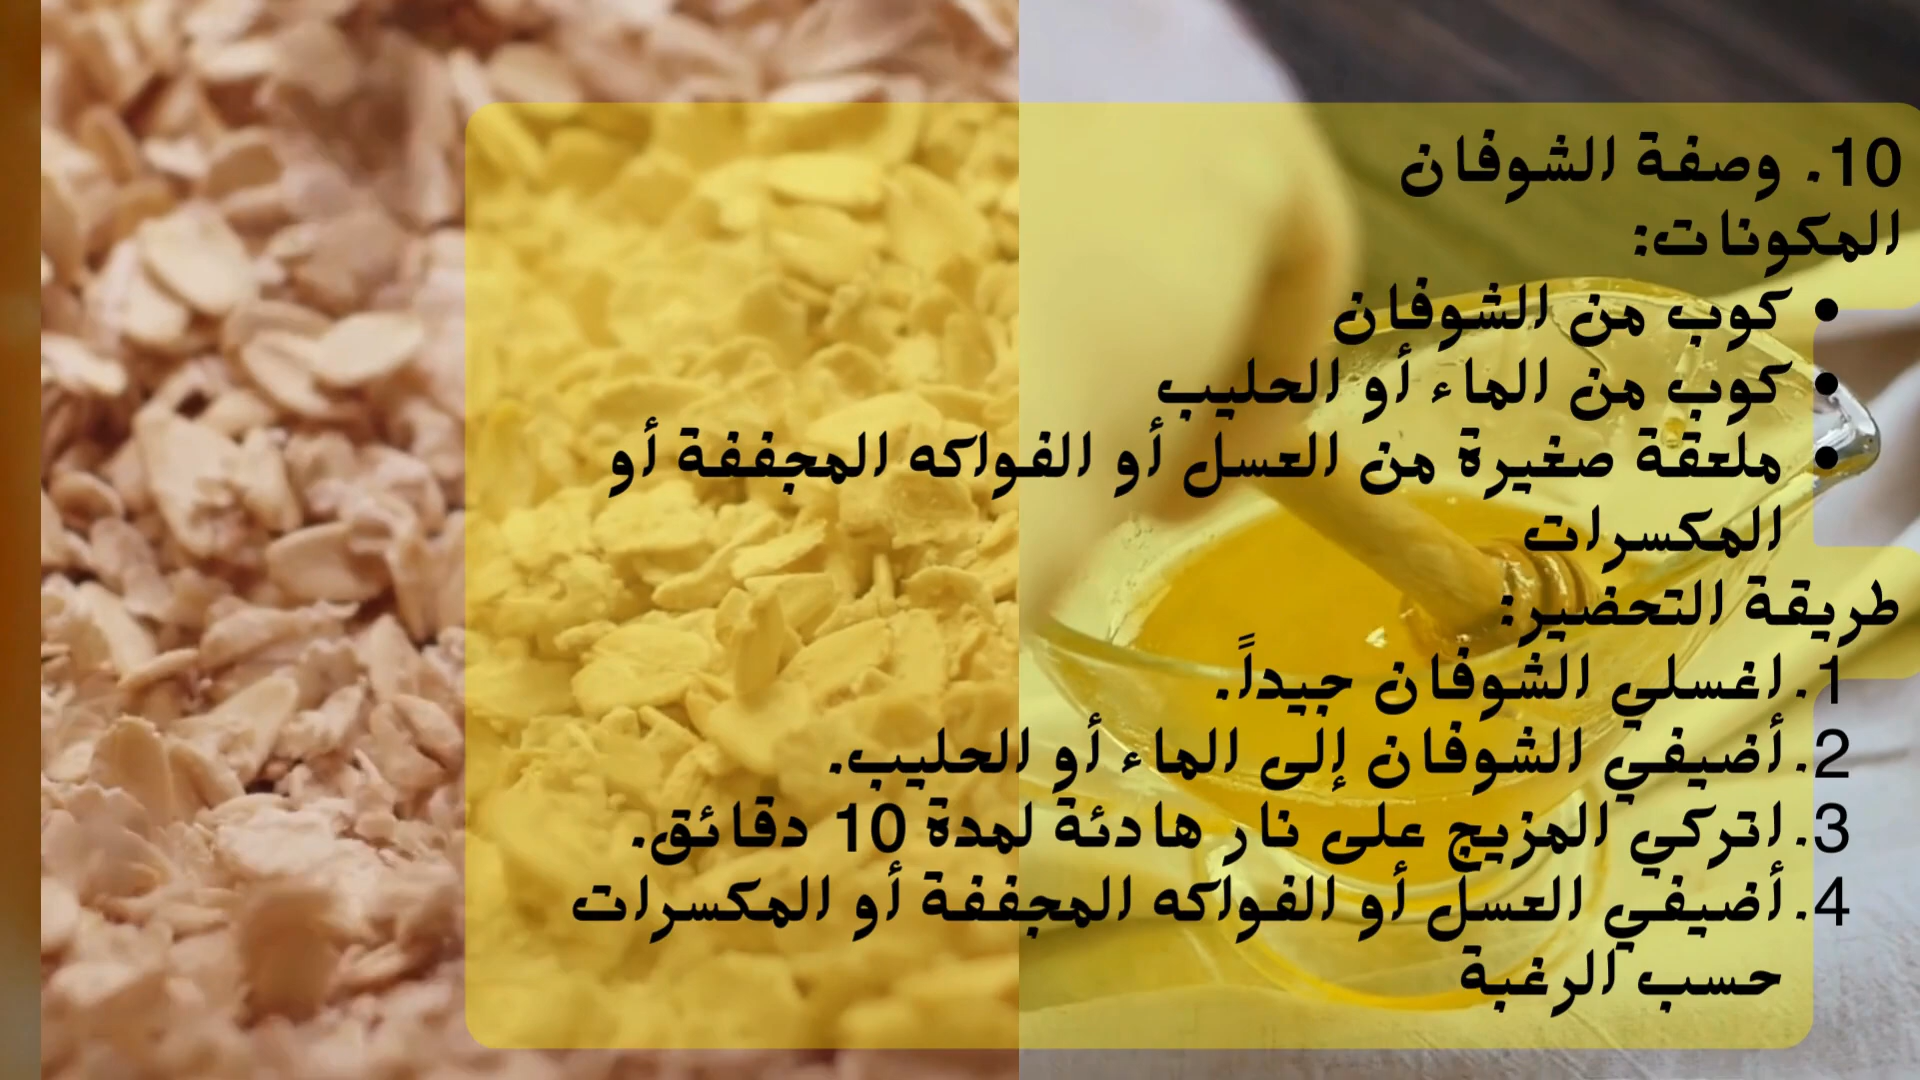 10. وصفة الشوفان
المكونات:
• كوب من الشوفان
• كوب من الماء أو الحليب
• ملعقة صغيرة من العسل أو الفواكه المجففة أو
المكسرات
طريقة التحضير:
1. اغسلي الشوفان جيداً.
2. أضيفي الشوفان إلى الماء أو الحليب.
3. اتركي المزيج على نار هادئة لمدة 10 دقائق.
4. أضيفي العسل أو الفواكه المجففة أو المكسرات
حسب الرغبة